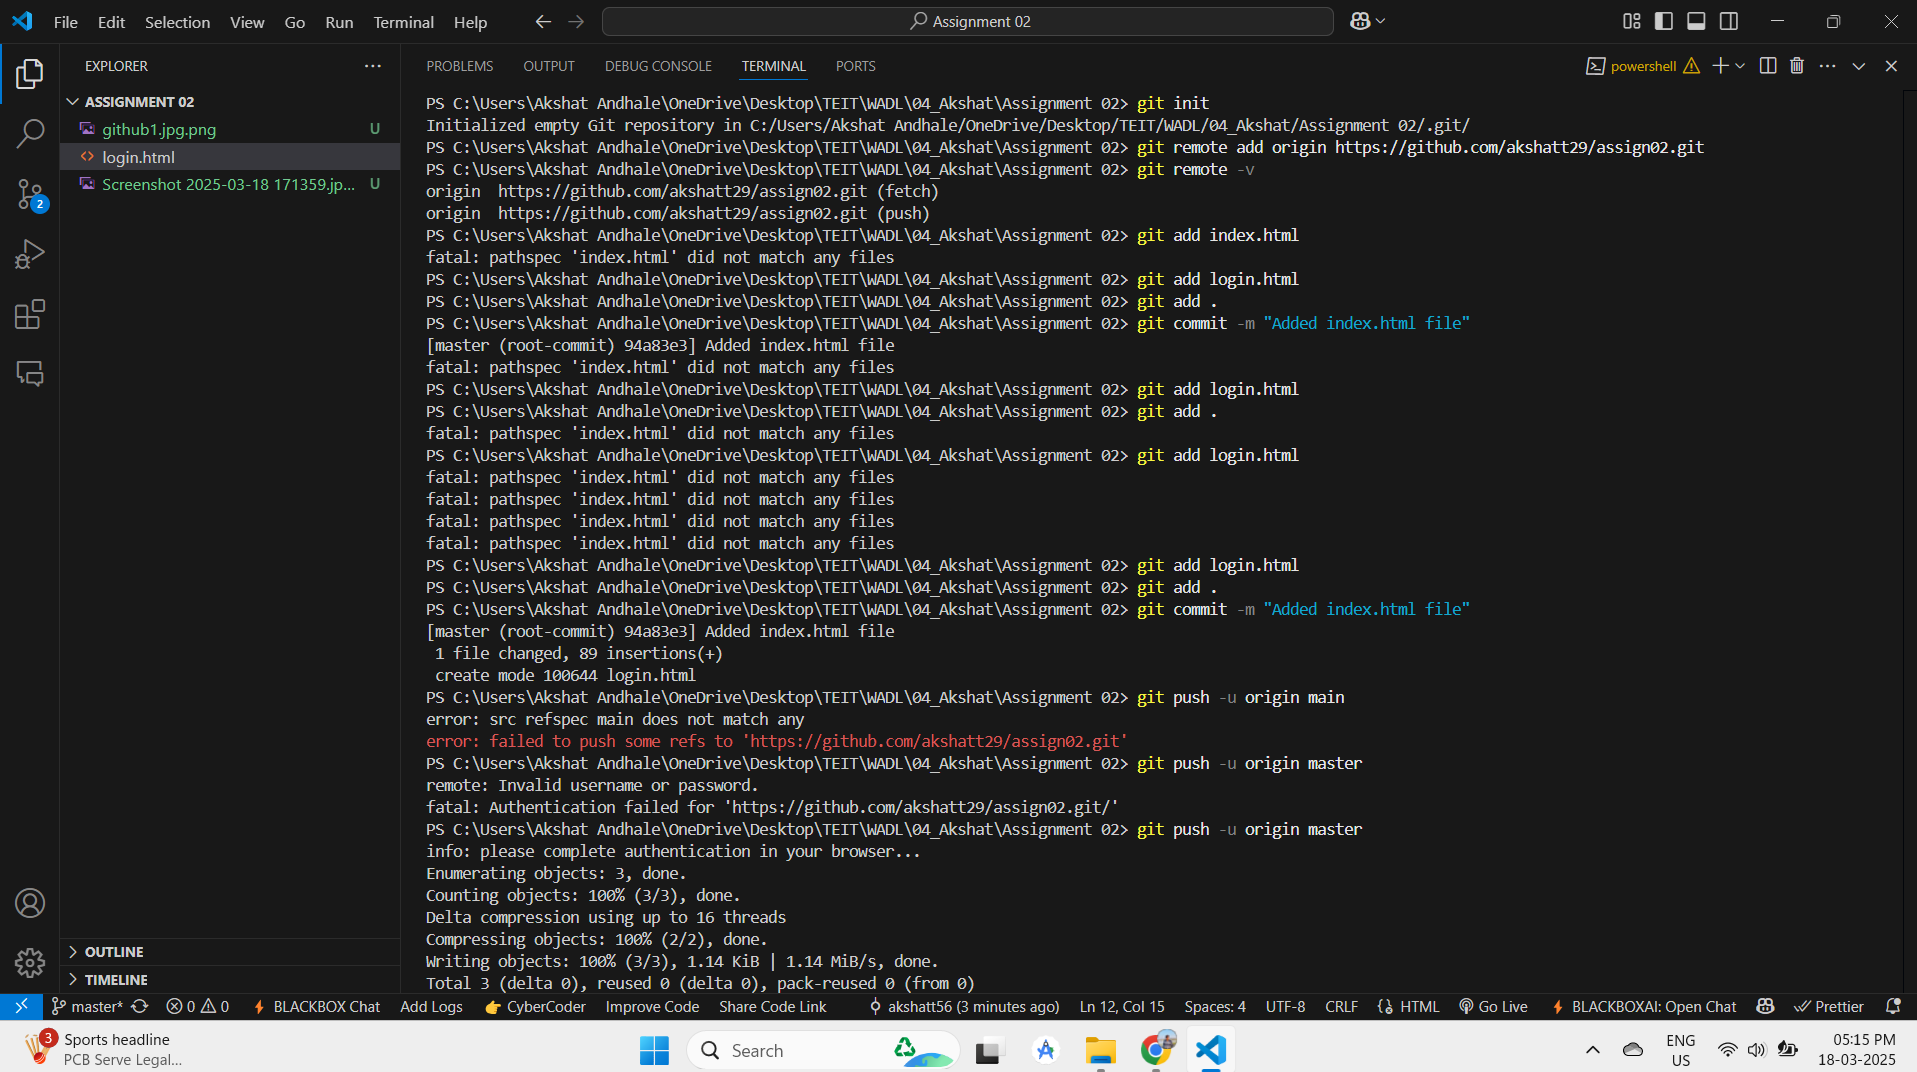 File Edit Selection View Go Run Terminal Help
Assignment 02
EXPLORER
ASSIGNMENT 02
github1.jpg.png U
login.html
Screenshot 2025-03-18 171359.jp... U
2
OUTLINE
TIMELINE
PROBLEMS OUTPUT DEBUG CONSOLE TERMINAL PORTS
powershell
PS C:\Users\Akshat Andhale\OneDrive\Desktop\TEIT\WADL\04_Akshat\Assignment 02> git init
Initialized empty Git repository in C:/Users/Akshat Andhale/OneDrive/Desktop/TEIT/WADL/04_Akshat/Assignment 02/.git/
PS C:\Users\Akshat Andhale\OneDrive\Desktop\TEIT\WADL\04_Akshat\Assignment 02> git remote add origin https://github.com/akshatt29/assign02.git
PS C:\Users\Akshat Andhale\OneDrive\Desktop\TEIT\WADL\04_Akshat\Assignment 02> git remote -v
origin  https://github.com/akshatt29/assign02.git (fetch)
origin  https://github.com/akshatt29/assign02.git (push)
PS C:\Users\Akshat Andhale\OneDrive\Desktop\TEIT\WADL\04_Akshat\Assignment 02> git add index.html
fatal: pathspec 'index.html' did not match any files
PS C:\Users\Akshat Andhale\OneDrive\Desktop\TEIT\WADL\04_Akshat\Assignment 02> git add login.html
PS C:\Users\Akshat Andhale\OneDrive\Desktop\TEIT\WADL\04_Akshat\Assignment 02> git add .
PS C:\Users\Akshat Andhale\OneDrive\Desktop\TEIT\WADL\04_Akshat\Assignment 02> git commit -m "Added index.html file"
[master (root-commit) 94a83e3] Added index.html file
fatal: pathspec 'index.html' did not match any files
PS C:\Users\Akshat Andhale\OneDrive\Desktop\TEIT\WADL\04_Akshat\Assignment 02> git add login.html
PS C:\Users\Akshat Andhale\OneDrive\Desktop\TEIT\WADL\04_Akshat\Assignment 02> git add .
fatal: pathspec 'index.html' did not match any files
PS C:\Users\Akshat Andhale\OneDrive\Desktop\TEIT\WADL\04_Akshat\Assignment 02> git add login.html
fatal: pathspec 'index.html' did not match any files
fatal: pathspec 'index.html' did not match any files
fatal: pathspec 'index.html' did not match any files
fatal: pathspec 'index.html' did not match any files
PS C:\Users\Akshat Andhale\OneDrive\Desktop\TEIT\WADL\04_Akshat\Assignment 02> git add login.html
PS C:\Users\Akshat Andhale\OneDrive\Desktop\TEIT\WADL\04_Akshat\Assignment 02> git add .
PS C:\Users\Akshat Andhale\OneDrive\Desktop\TEIT\WADL\04_Akshat\Assignment 02> git commit -m "Added index.html file"
[master (root-commit) 94a83e3] Added index.html file
1 file changed, 89 insertions(+)
create mode 100644 login.html
PS C:\Users\Akshat Andhale\OneDrive\Desktop\TEIT\WADL\04_Akshat\Assignment 02> git push -u origin main
error: src refspec main does not match any
error: failed to push some refs to 'https://github.com/akshatt29/assign02.git'
PS C:\Users\Akshat Andhale\OneDrive\Desktop\TEIT\WADL\04_Akshat\Assignment 02> git push -u origin master
remote: Invalid username or password.
fatal: Authentication failed for 'https://github.com/akshatt29/assign02.git/'
PS C:\Users\Akshat Andhale\OneDrive\Desktop\TEIT\WADL\04_Akshat\Assignment 02> git push -u origin master
info: please complete authentication in your browser...
Enumerating objects: 3, done.
Counting objects: 100% (3/3), done.
Delta compression using up to 16 threads
Compressing objects: 100% (2/2), done.
Writing objects: 100% (3/3), 1.14 KiB | 1.14 MiB/s, done.
Total 3 (delta 0), reused 0 (delta 0), pack-reused 0 (from 0)
master* 0 0 BLACKBOX Chat Add Logs CyberCoder Improve Code Share Code Link akshatt56 (3 minutes ago) Ln 12, Col 15 Spaces: 4 UTF-8 CRLF HTML Go Live BLACKBOXAI: Open Chat Prettier
3 Sports headline
PCB Serve Legal...
Search
ENG
US
05:15 PM
18-03-2025